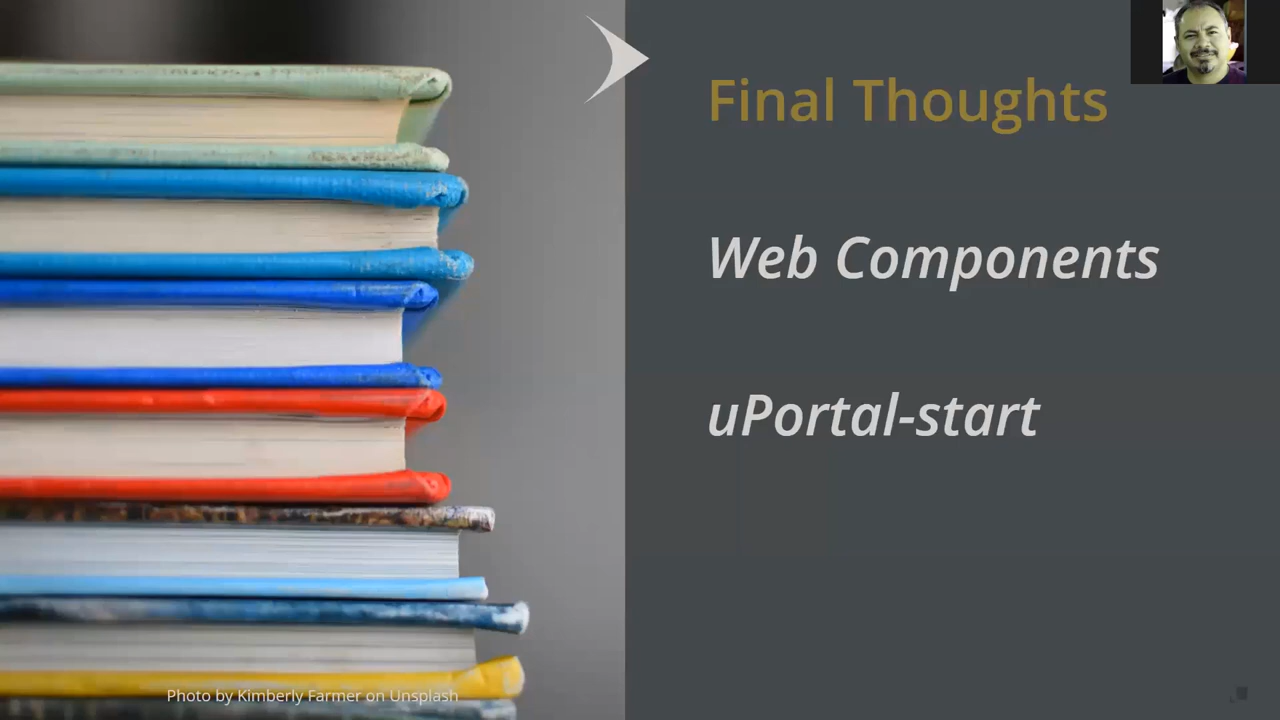 Final Thoughts
Web Components
uPortal-start
Photo by Kimberly Farmer on Unsplash